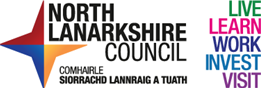 NORTH
LANARKSHIRE
COUNCIL
COMHAIRLE
SIORRACHD LANNRAIG A TUATH
LIVE
LEARN
WORK
INVEST
VISIT